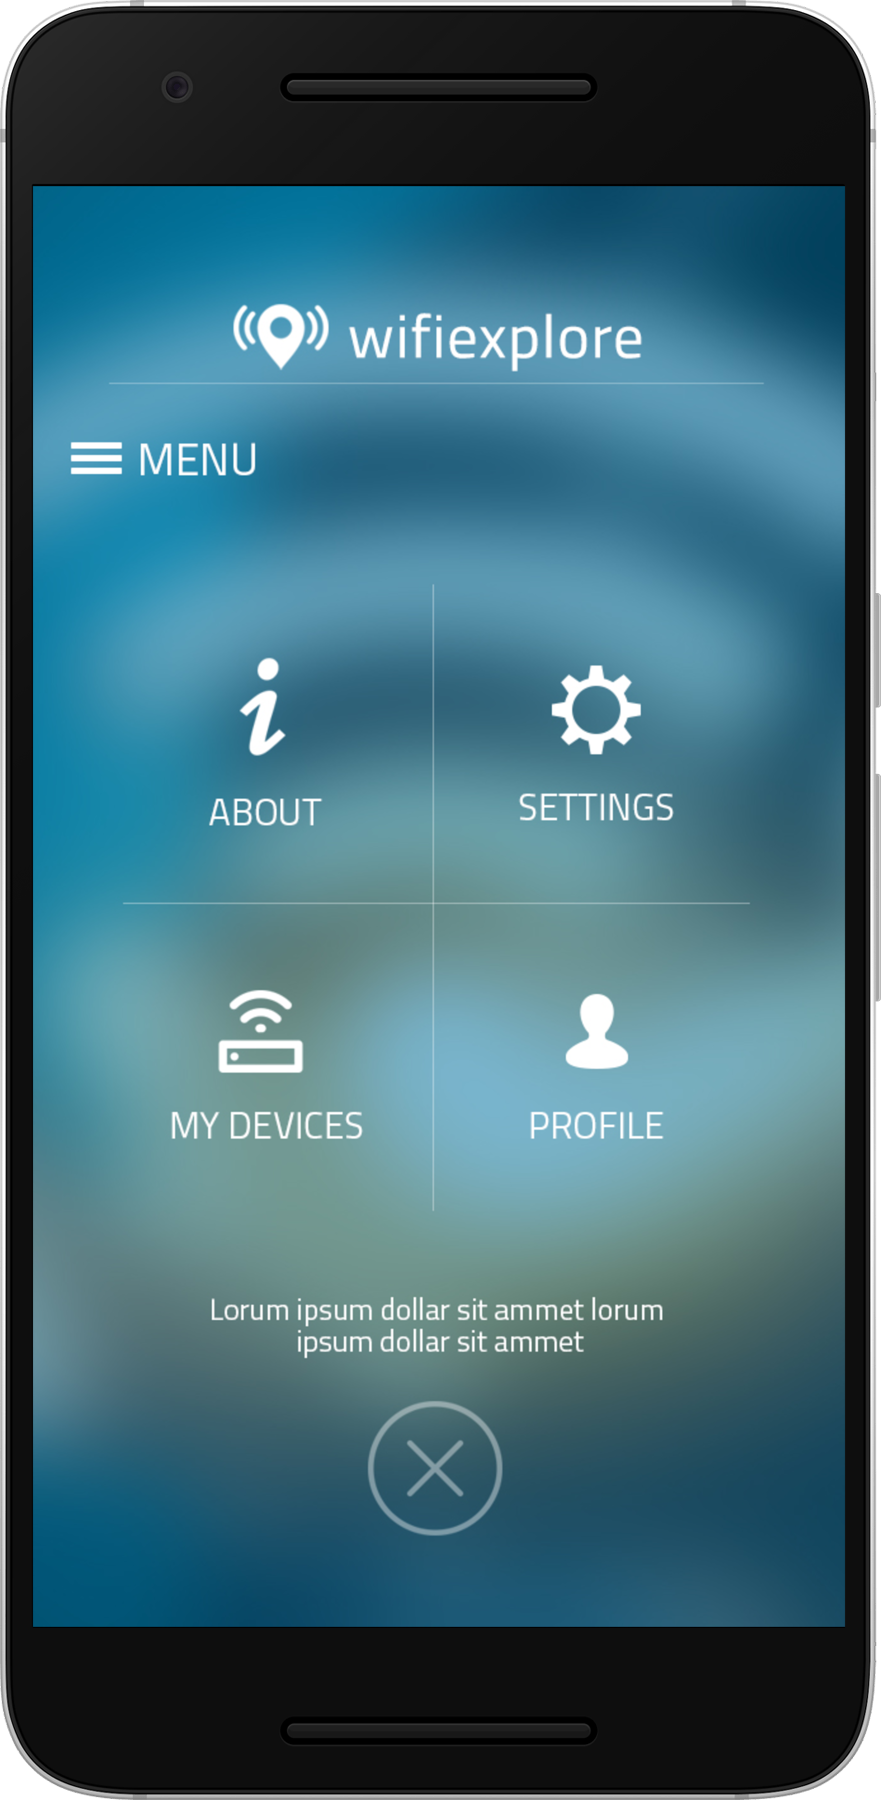 wifiexplore
MENU
ABOUT
SETTINGS
MY DEVICES
PROFILE
Lorum ipsum dollar sit ammet lorum
ipsum dollar sit ammet